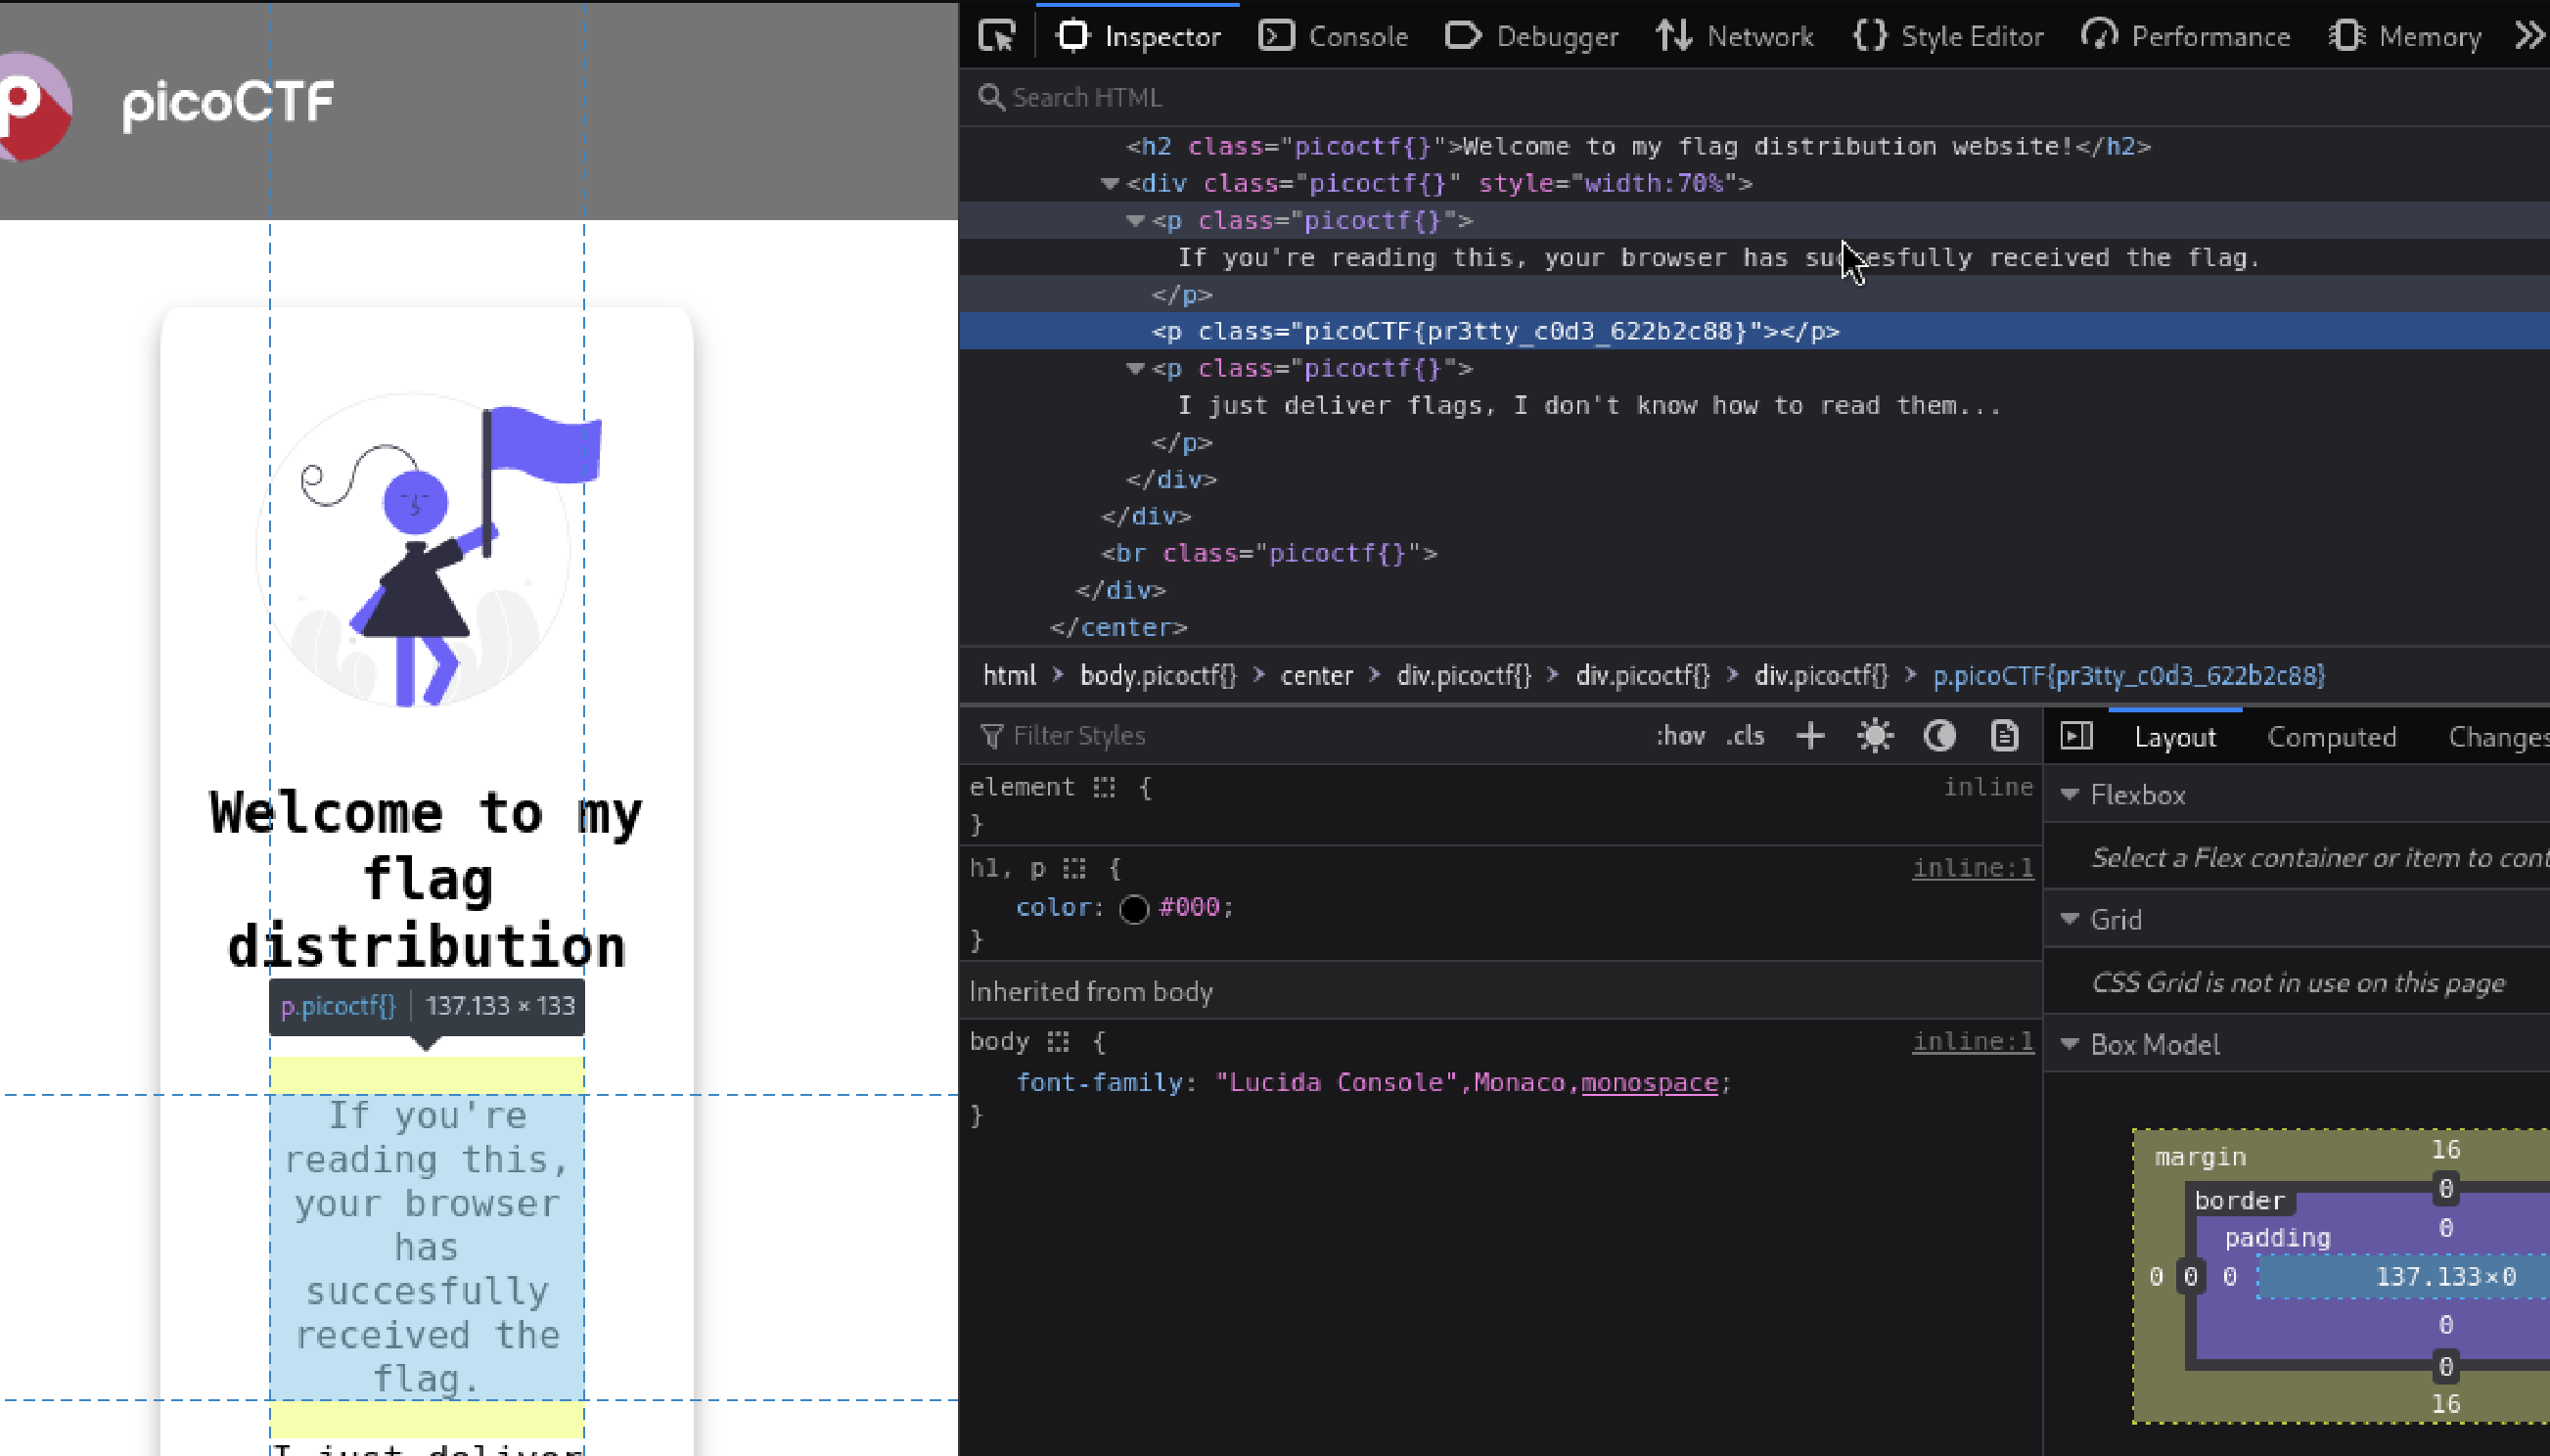 picoCTF
Welcome to my
flag
distribution
p.picoctf{} 137.133 × 133
If you're
reading this,
your browser
has
succesfully
received the
flag.
I just deliver
Inspector Console Debugger Network Style Editor Performance Memory
Search HTML
<h2 class="picoctf{}">Welcome to my flag distribution website!</h2>
<div class="picoctf{}" style="width:70%">
<p class="picoctf{}">
If you're reading this, your browser has succesfully received the flag.
</p>
<p class="picoCTF{pr3tty_c0d3_622b2c88}"></p>
<p class="picoctf{}">
I just deliver flags, I don't know how to read them...
</p>
</div>
</div>
<br class="picoctf{}">
</div>
</center>
html > body.picoctf{} > center > div.picoctf{} > div.picoctf{} > div.picoctf{} > p.picoCTF{pr3tty_c0d3_622b2c88}
Filter Styles :hov .cls
element {
inline
}
h1, p {
inline:1
color: #000;
}
Inherited from body
body {
inline:1
font-family: "Lucida Console",Monaco,monospace;
}
Layout Computed Changes
Flexbox
Select a Flex container or item to cont
Grid
CSS Grid is not in use on this page
Box Model
margin 16
border 0
padding 0
0 0 0 137.133×0
0
0
16